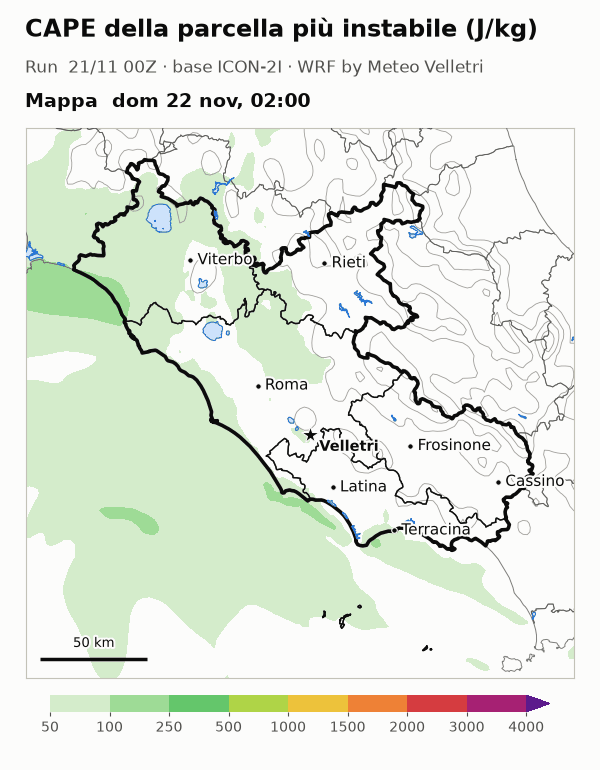 CAPE della parcella più instabile (J/kg)
Run  21/11 00Z · base ICON-2I · WRF by Meteo Velletri
Mappa  dom 22 nov, 02:00
Viterbo
Rieti
Roma
Velletri
Frosinone
Cassino
Latina
Terracina
50 km
50 100 250 500 1000 1500 2000 3000 4000